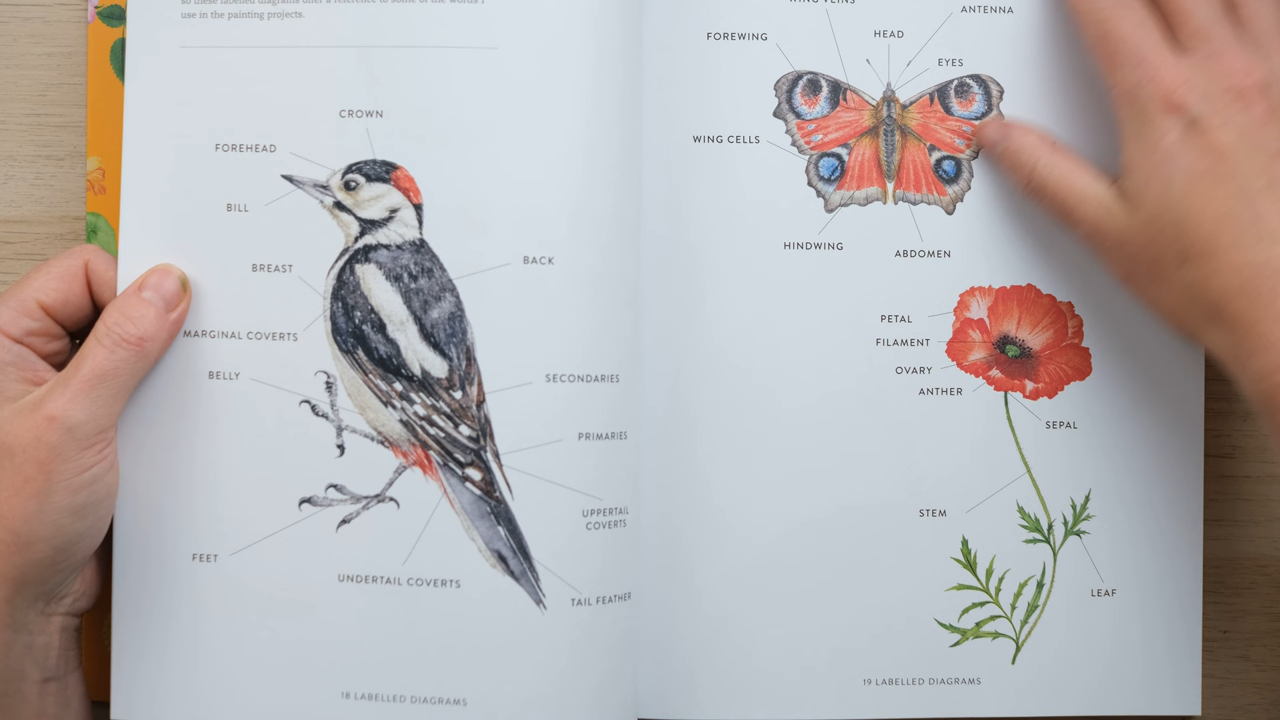 so these labelled diagrams offer a reference to some of the words I
use in the painting projects.
CROWN
FOREHEAD
BILL
BREAST
BACK
MARGINAL COVERTS
BELLY
SECONDARIES
PRIMARIES
UPPERTAIL
COVERTS
FEET
UNDERTAIL COVERTS
TAIL FEATHER
18 LABELLED DIAGRAMS
WING VEINS
ANTENNA
FOREWING
HEAD
EYES
WING CELLS
HINDWING
ABDOMEN
PETAL
FILAMENT
OVARY
ANTHER
SEPAL
STEM
LEAF
19 LABELLED DIAGRAMS